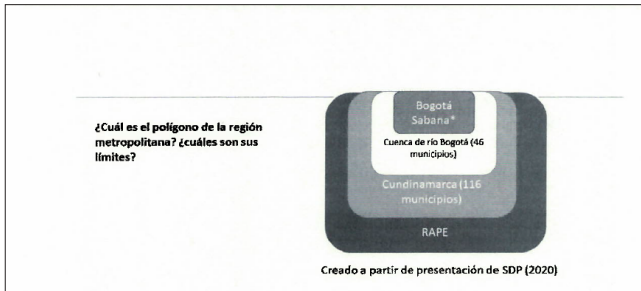 ¿Cuál es el polígono de la región
metropolitana? ¿cuáles son sus
límites?
Bogotá
Sabana*
Cuenca de río Bogotá (46
municipios)
Cundinamarca (116
municipios)
RAPE
Creado a partir de presentación de SDP (2020)